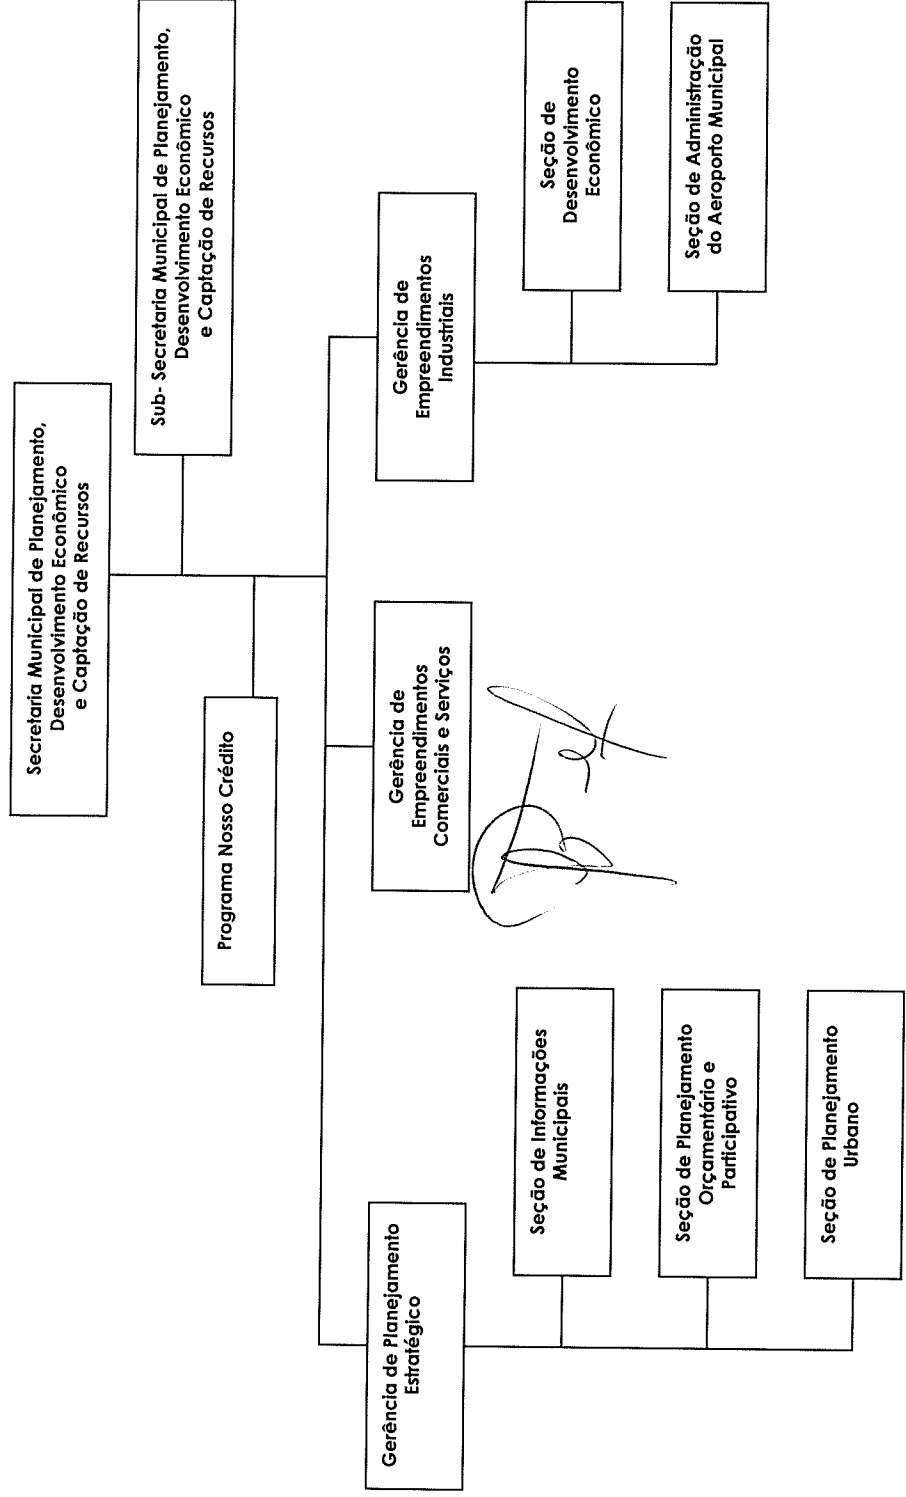 Secretaria Municipal de Planejamento,
Desenvolvimento Econômico
e Captação de Recursos
Sub- Secretaria Municipal de Planejamento,
Desenvolvimento Econômico
e Captação de Recursos
Programa Nosso Crédito
Gerência de Planejamento
Estratégico
Gerência de
Empreendimentos
Comerciais e Serviços
Gerência de
Empreendimentos
Industriais
Seção de Informações
Municipais
Seção de Planejamento
Orçamentário e
Participativo
Seção de Planejamento
Urbano
Seção de
Desenvolvimento
Econômico
Seção de Administração
do Aeroporto Municipal